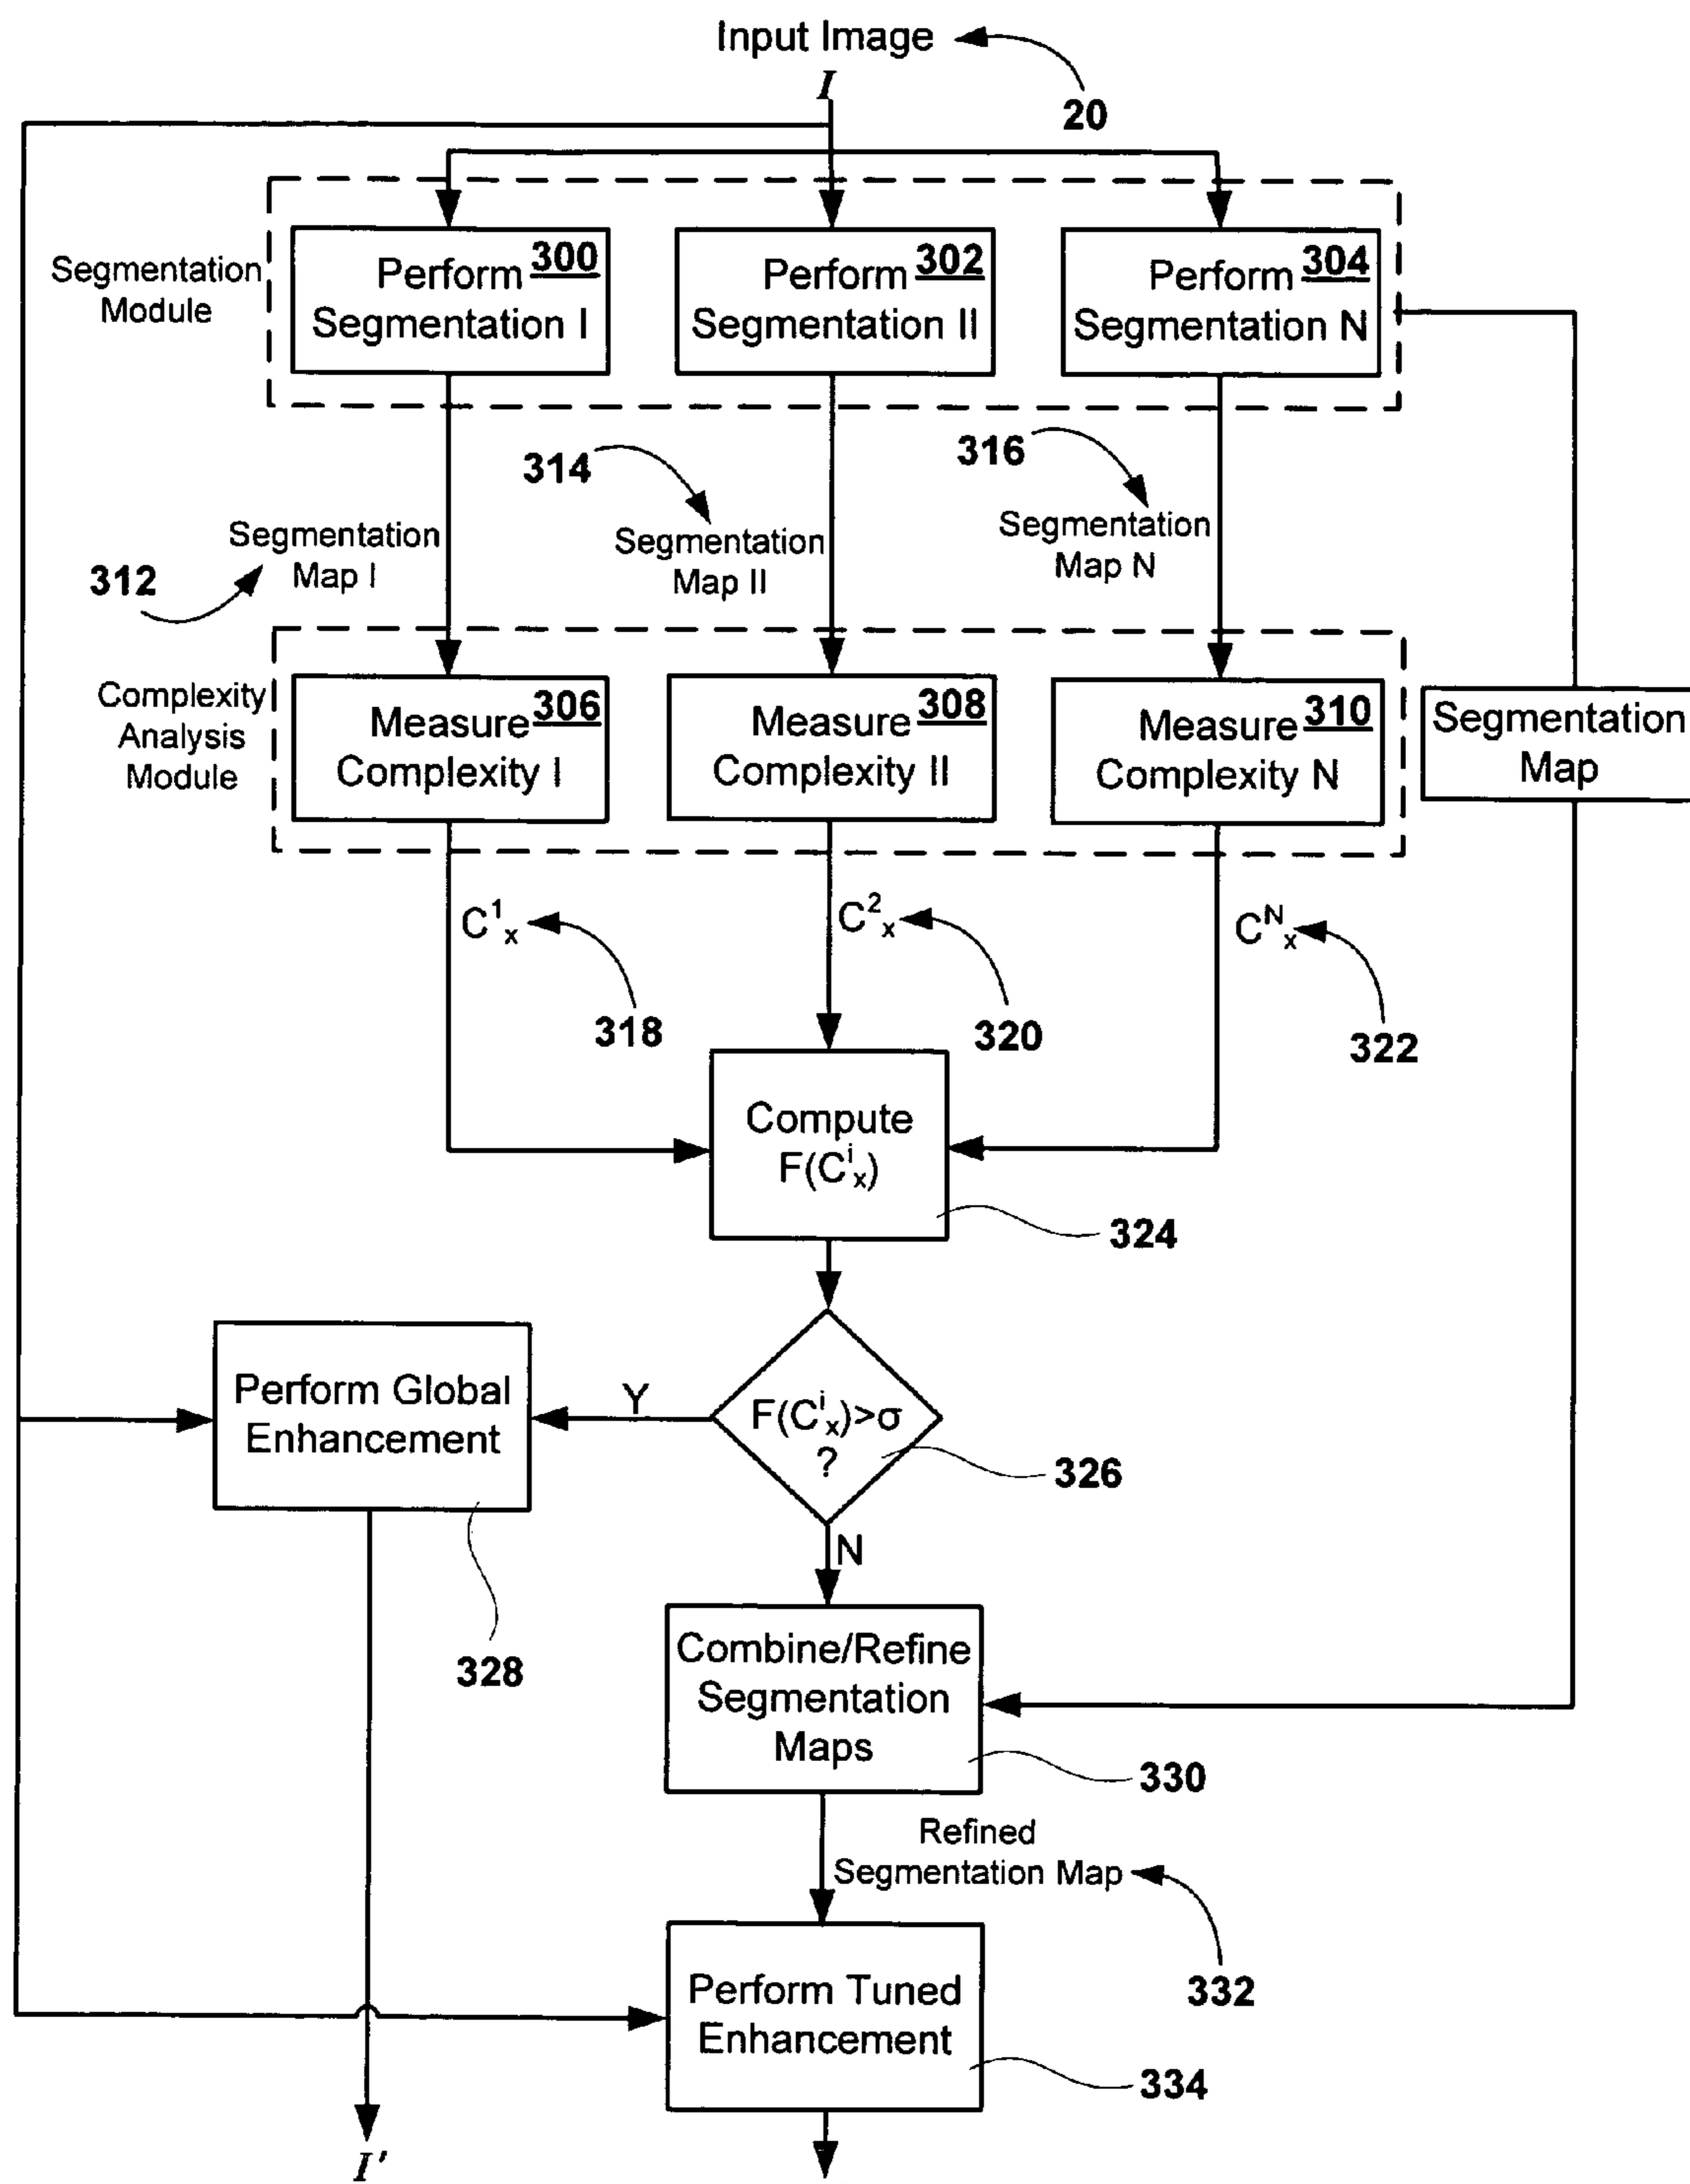 Input Image
I
20
Segmentation
Module
Perform 300
Segmentation I
Perform 302
Segmentation II
Perform 304
Segmentation N
314
316
Segmentation
Map I
312
Segmentation
Map II
Segmentation
Map N
Complexity
Analysis
Module
Measure 306
Complexity I
Measure 308
Complexity II
Measure 310
Complexity N
Segmentation
Map
C¹ₓ
C²ₓ
Cᴺₓ
318
320
322
Compute
F(Cⁱₓ)
324
Perform Global
Enhancement
Y
F(Cⁱₓ)>σ
?
326
N
328
Combine/Refine
Segmentation
Maps
330
Refined
Segmentation Map
332
Perform Tuned
Enhancement
334
I'